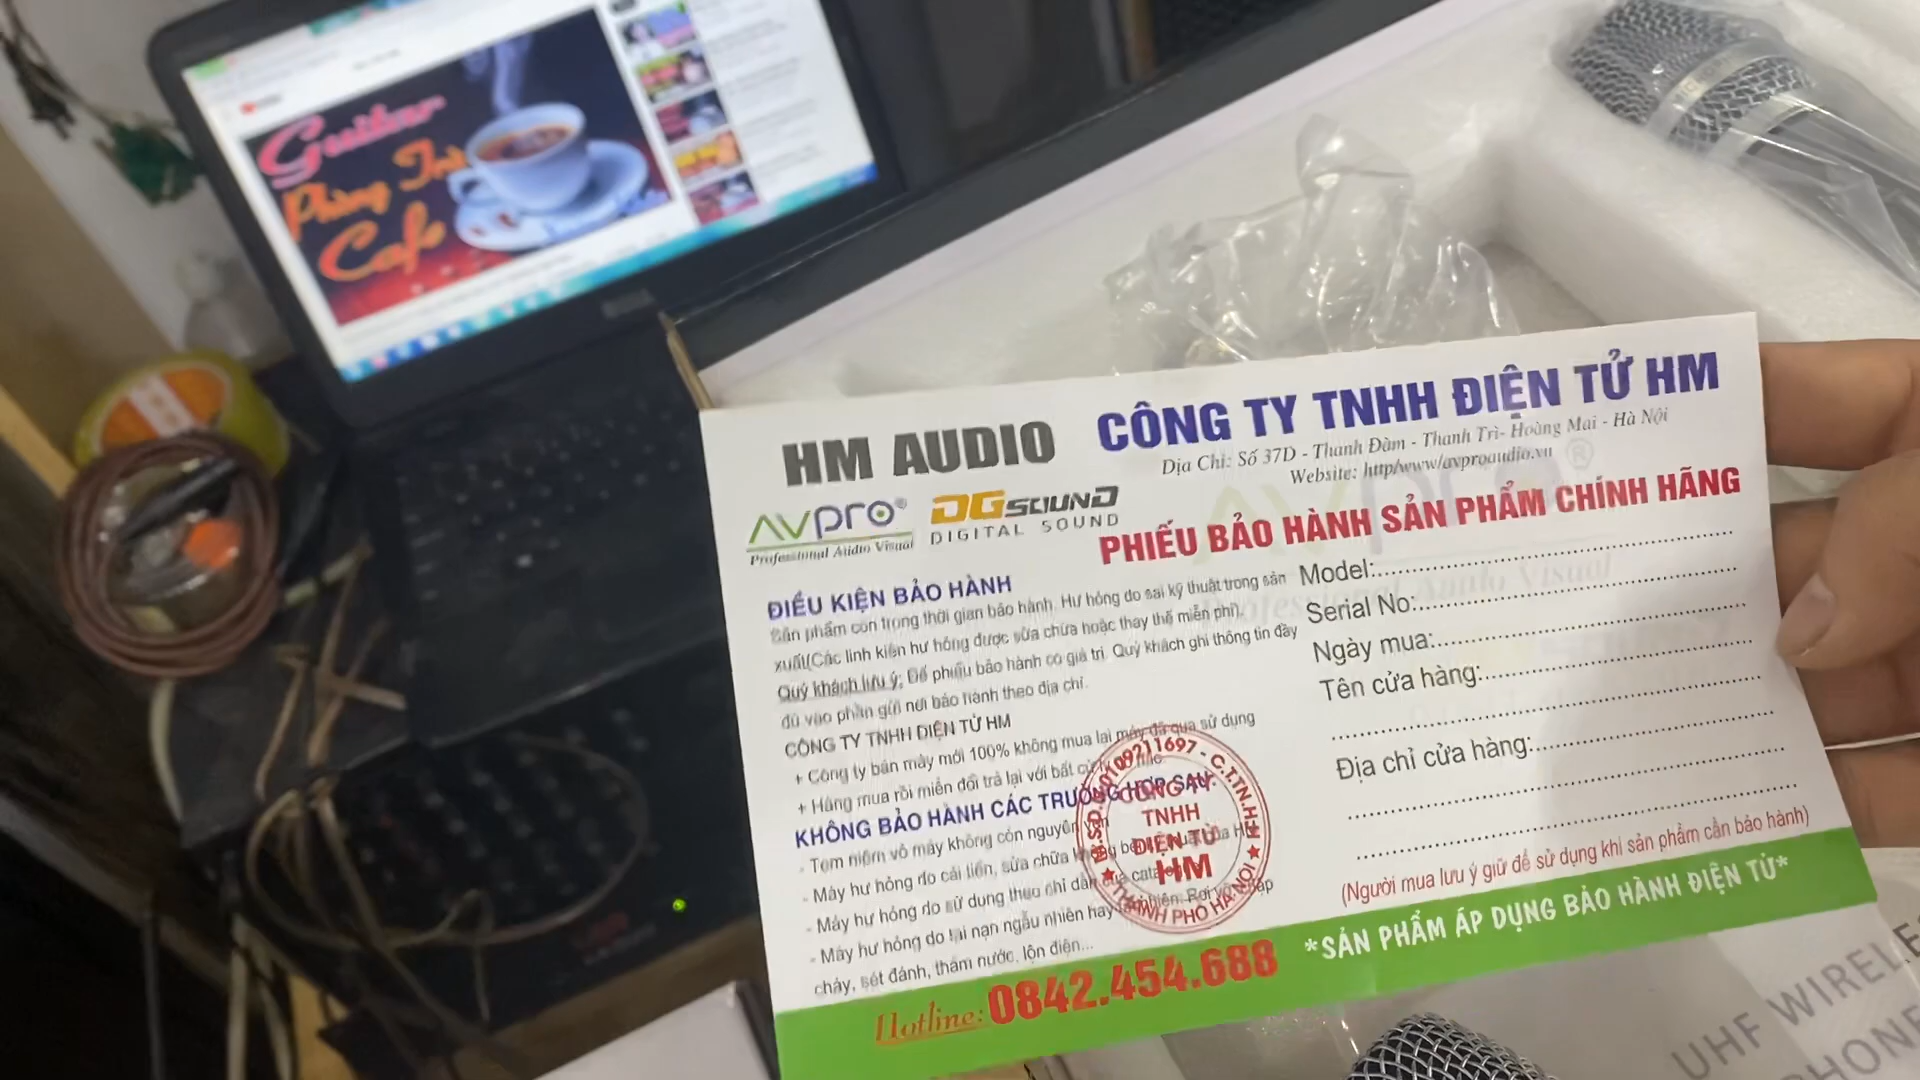 Guitar
Phòng Trà
Cafe
HM AUDIO
CÔNG TY TNHH ĐIỆN TỬ HM
Địa Chỉ: Số 37D - Thanh Đàm - Thanh Trì- Hoàng Mai - Hà Nội
Website: http/www/avproaudio.vn
AVpro®
Professional Audio Visual
DG SOUND
DIGITAL SOUND
PHIẾU BẢO HÀNH SẢN PHẨM CHÍNH HÃNG
ĐIỀU KIỆN BẢO HÀNH
Sản phẩm còn trong thời gian bảo hành. Hư hỏng do sai kỹ thuật trong sản
xuất(Các linh kiện hư hỏng được sữa chữa hoặc thay thế miễn phí).
Quý khách lưu ý: Để phiếu bảo hành có giá trị. Quý khách ghi thông tin đầy
đủ vào phần gửi nơi bảo hành theo địa chỉ.
CÔNG TY TNHH ĐIỆN TỬ HM
+ Công ty bán máy mới 100% không mua lại máy đã qua sử dụng
+ Hàng mua rồi miễn đổi trả lại với bất cứ
KHÔNG BẢO HÀNH CÁC TRƯỜNG HỢP SAU:
- Tem niêm vỏ máy không còn nguyên vẹn
- Máy hư hỏng do cải tiến, sửa chữa
- Máy hư hỏng do sử dụng theo chỉ dẫn của
- Máy hư hỏng do tai nạn ngẫu nhiên hay
cháy, sét đánh, thấm nước, lộn điện...
Model:
Serial No:
Ngày mua:
Tên cửa hàng:
Địa chỉ cửa hàng:
(Người mua lưu ý giữ để sử dụng khi sản phẩm cần bảo hành)
M.S.D.N:0109211697 - C.T.TN.H.H
CÔNG TY
TNHH
ĐIỆN TỬ
HM
THÀNH PHỐ HÀ NỘI
Hotline: 0842.454.688
*SẢN PHẨM ÁP DỤNG BẢO HÀNH ĐIỆN TỬ*
UHF WIRELE
PHONE